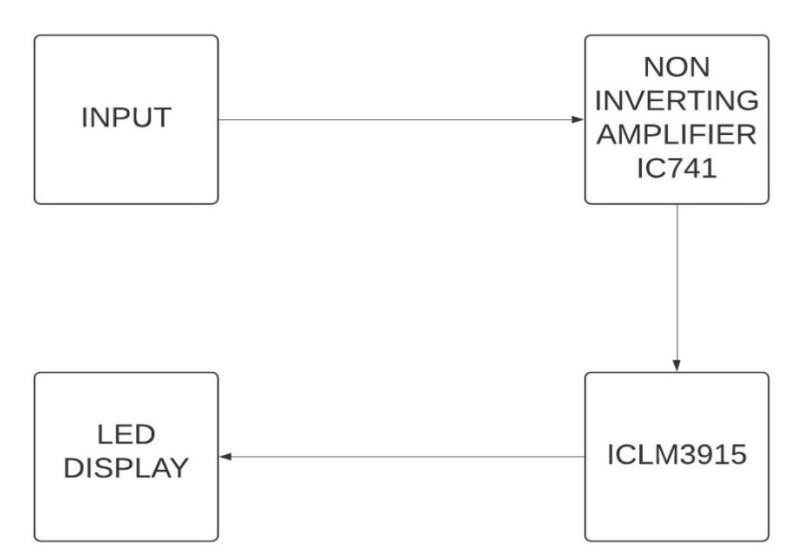 INPUT
NON
INVERTING
AMPLIFIER
IC741
LED
DISPLAY
ICLM3915